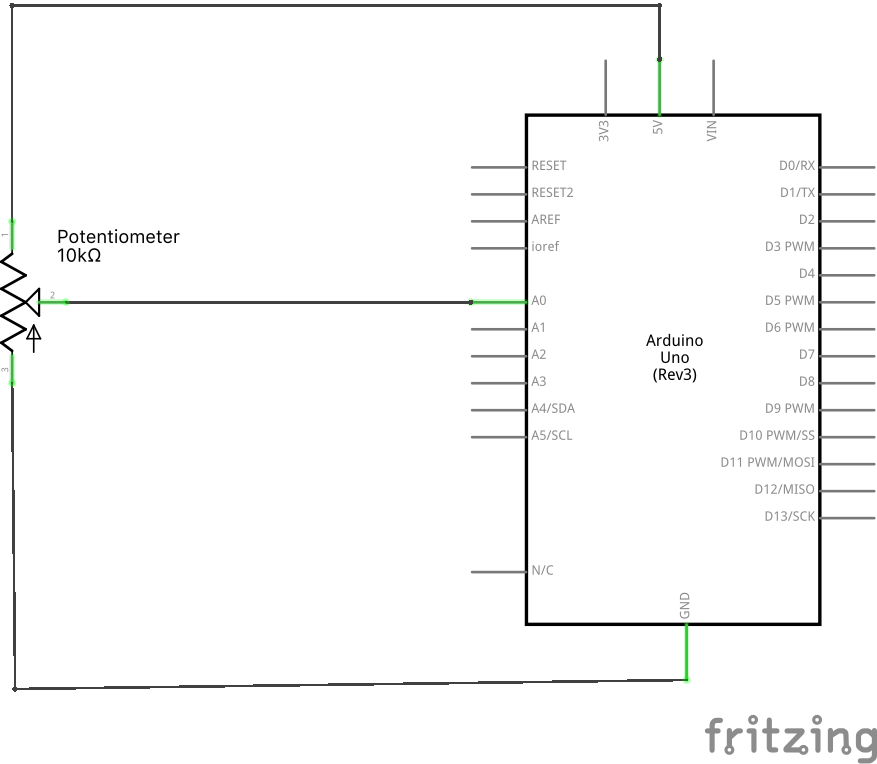 3V3
5V
VIN
RESET
RESET2
AREF
ioref
A0
A1
A2
A3
A4/SDA
A5/SCL
N/C
D0/RX
D1/TX
D2
D3 PWM
D4
D5 PWM
D6 PWM
D7
D8
D9 PWM
D10 PWM/SS
D11 PWM/MOSI
D12/MISO
D13/SCK
Arduino
Uno
(Rev3)
GND
1
Potentiometer
10kΩ
2
3
fritzing